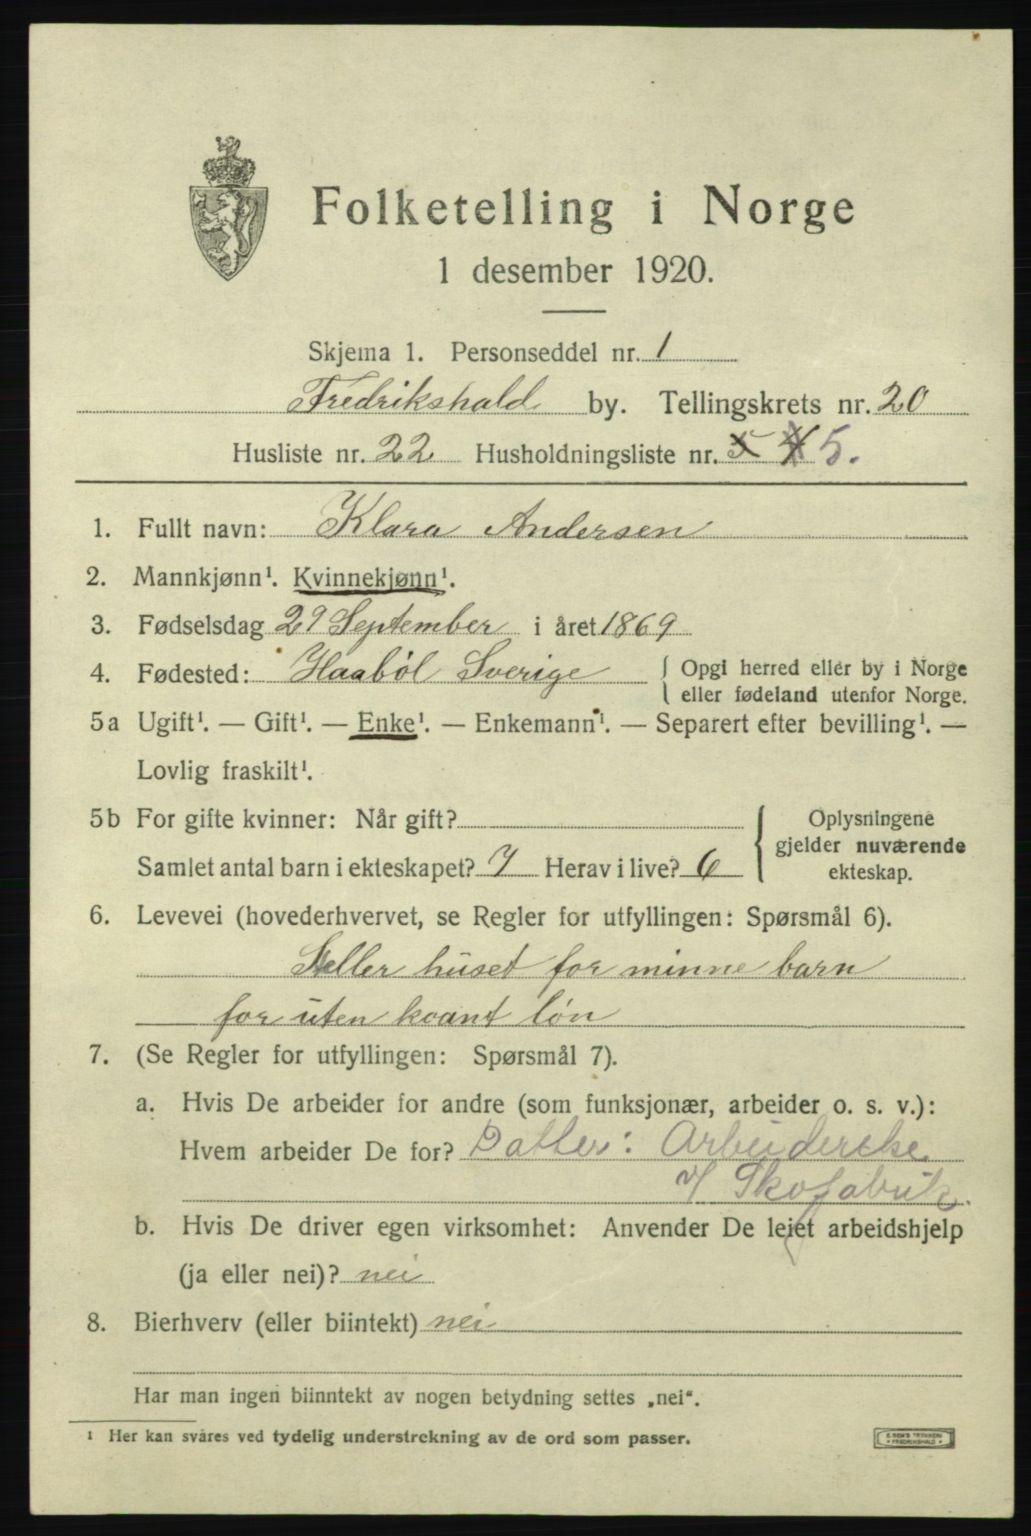 Folketelling i Norge
1 desember 1920.
Skjema 1. Personseddel nr. 1
Fredrikshald by. Tellingskrets nr. 20
Husliste nr. 22 Husholdningsliste nr. 5 4 5.
1. Fullt navn: Klara Andersen
2. Mannkjønn¹. Kvinnekjønn¹.
3. Fødselsdag 29 September i året 1869
4. Fødested: Haaböl Sverige { Opgi herred eller by i Norge
eller fødeland utenfor Norge.
5a Ugift¹. — Gift¹. — Enke¹. — Enkemann¹. — Separert efter bevilling¹. —
Lovlig fraskilt¹.
5b For gifte kvinner: Når gift? { Oplysningene
gjelder nuværende
Samlet antal barn i ekteskapet? 7 Herav i live? 6 ekteskap.
6. Levevei (hovederhvervet, se Regler for utfyllingen: Spørsmål 6).
Steller huset for minne barn
for uten kvant lön
7. (Se Regler for utfyllingen: Spørsmål 7).
a. Hvis De arbeider for andre (som funksjonær, arbeider o. s. v.):
Hvem arbeider De for? Datter: Arbeiderske
v/ Skofabrik.
b. Hvis De driver egen virksomhet: Anvender De leiet arbeidshjelp
(ja eller nei)? nei
8. Bierhverv (eller biintekt) nei
Har man ingen biinntekt av nogen betydning settes „nei“.
¹ Her kan svåres ved tydelig understrekning av de ord som passer.